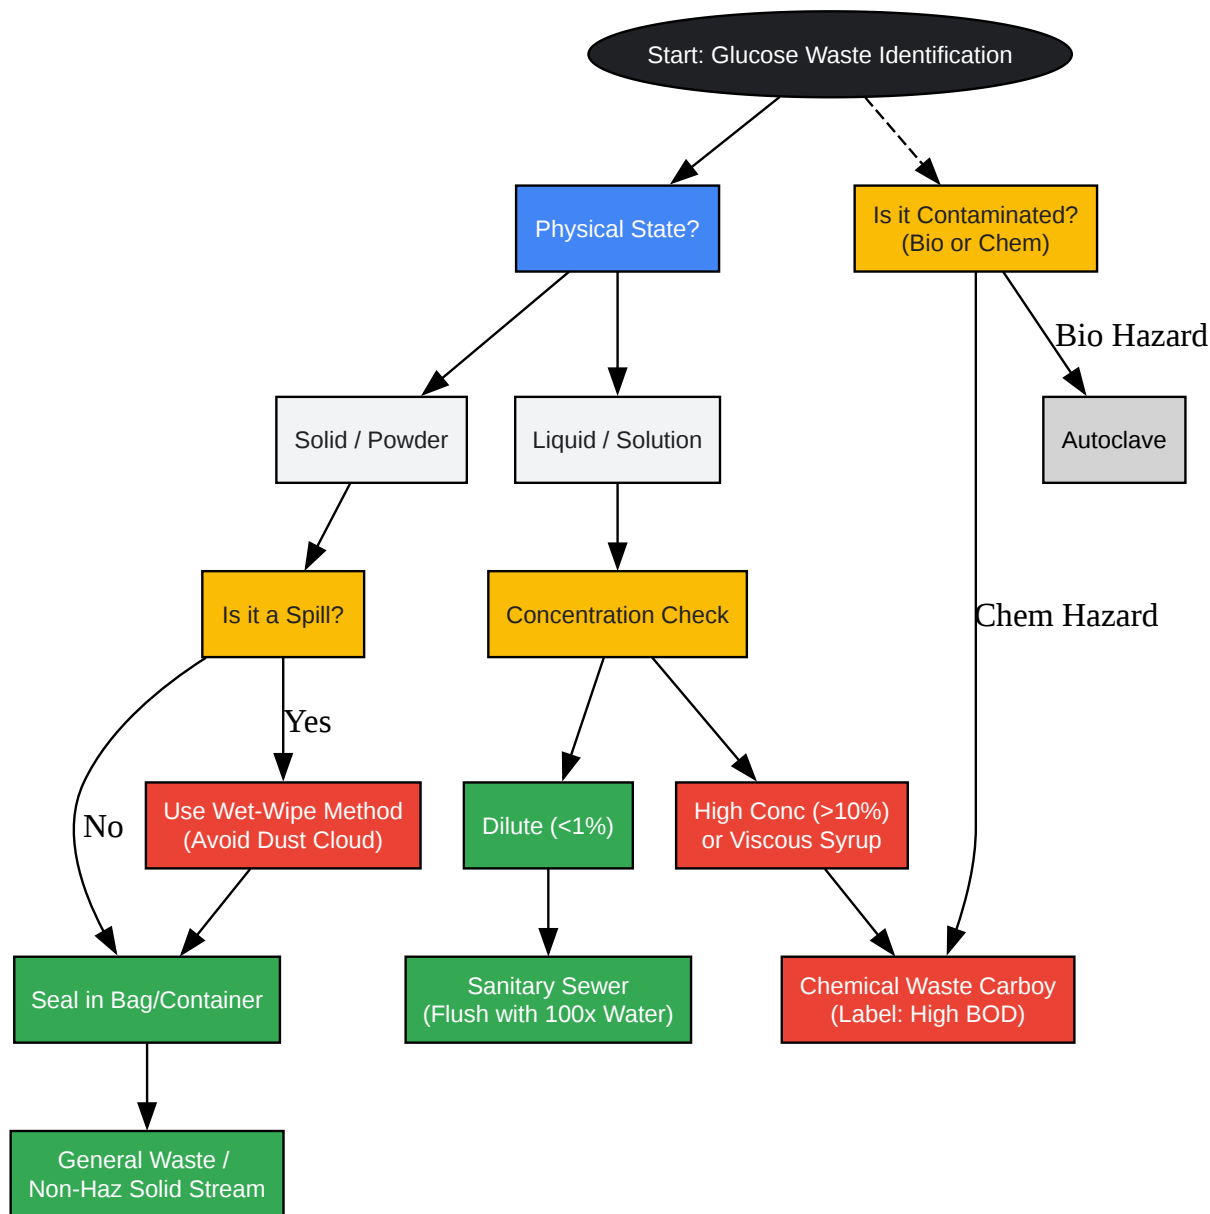 Start: Glucose Waste Identification
Physical State?
Is it Contaminated?
(Bio or Chem)
Bio Hazard
Solid / Powder
Liquid / Solution
Autoclave
Is it a Spill?
Concentration Check
Chem Hazard
Yes
No
Use Wet-Wipe Method
(Avoid Dust Cloud)
Dilute (<1%)
High Conc (>10%)
or Viscous Syrup
Seal in Bag/Container
Sanitary Sewer
(Flush with 100x Water)
Chemical Waste Carboy
(Label: High BOD)
General Waste /
Non-Haz Solid Stream